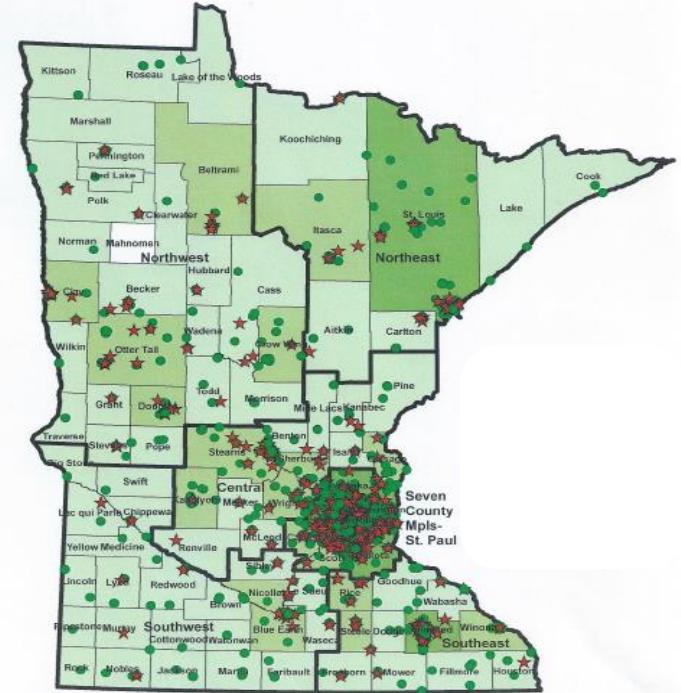 Kittson
Roseau
Lake of the Woods
Marshall
Koochiching
Pennington
Red Lake
Beltrami
Cook
Polk
Clearwater
St. Louis
Lake
Itasca
Norman
Mahnomen
Northwest
Northeast
Hubbard
Clay
Becker
Cass
Wadena
Aitkin
Carlton
Wilkin
Otter Tail
Crow Wing
Todd
Pine
Grant
Morrison
Mille Lacs
Kanabec
Traverse
Stevens
Pope
Benton
Stearns
Sherburne
Isanti
Swift
Central
Seven
County
Mpls-
St. Paul
Lac qui Parle
Chippewa
Meeker
Wright
McLeod
Renville
Yellow Medicine
Sibley
Goodhue
Lincoln
Lyon
Redwood
Nicollet
Le Sueur
Rice
Wabasha
Brown
Pipestone
Murray
Southwest
Cottonwood
Watonwan
Blue Earth
Waseca
Steele
Dodge
Olmsted
Winona
Southeast
Rock
Nobles
Jackson
Martin
Faribault
Freeborn
Mower
Fillmore
Houston